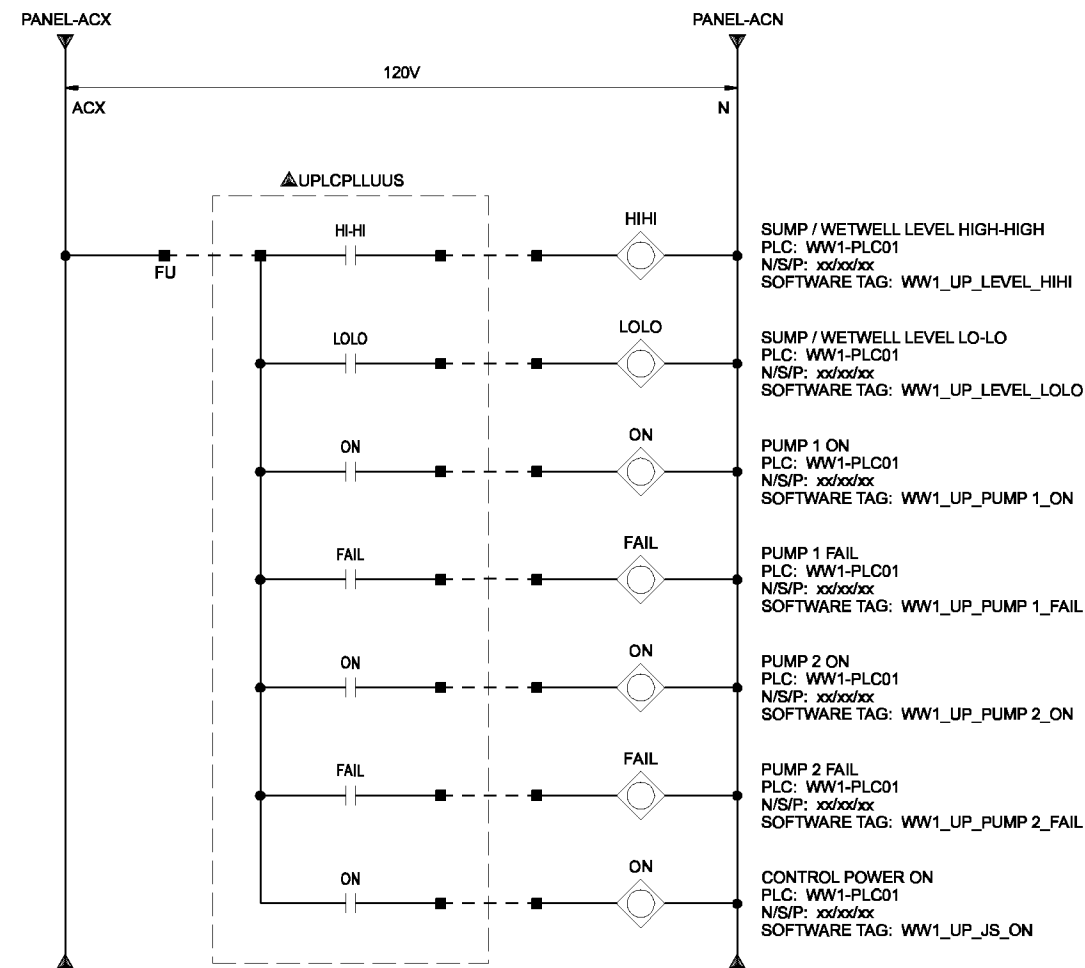 PANEL-ACX
PANEL-ACN
120V
ACX
N
UPLCPLLUUS
HI-HI
HIHI
FU
SUMP / WETWELL LEVEL HIGH-HIGH
PLC: WW1-PLC01
N/S/P: xx/xx/xx
SOFTWARE TAG: WW1_UP_LEVEL_HIHI
LOLO
LOLO
SUMP / WETWELL LEVEL LO-LO
PLC: WW1-PLC01
N/S/P: xx/xx/xx
SOFTWARE TAG: WW1_UP_LEVEL_LOLO
ON
ON
PUMP 1 ON
PLC: WW1-PLC01
N/S/P: xx/xx/xx
SOFTWARE TAG: WW1_UP_PUMP 1_ON
FAIL
FAIL
PUMP 1 FAIL
PLC: WW1-PLC01
N/S/P: xx/xx/xx
SOFTWARE TAG: WW1_UP_PUMP 1_FAIL
ON
ON
PUMP 2 ON
PLC: WW1-PLC01
N/S/P: xx/xx/xx
SOFTWARE TAG: WW1_UP_PUMP 2_ON
FAIL
FAIL
PUMP 2 FAIL
PLC: WW1-PLC01
N/S/P: xx/xx/xx
SOFTWARE TAG: WW1_UP_PUMP 2_FAIL
ON
ON
CONTROL POWER ON
PLC: WW1-PLC01
N/S/P: xx/xx/xx
SOFTWARE TAG: WW1_UP_JS_ON